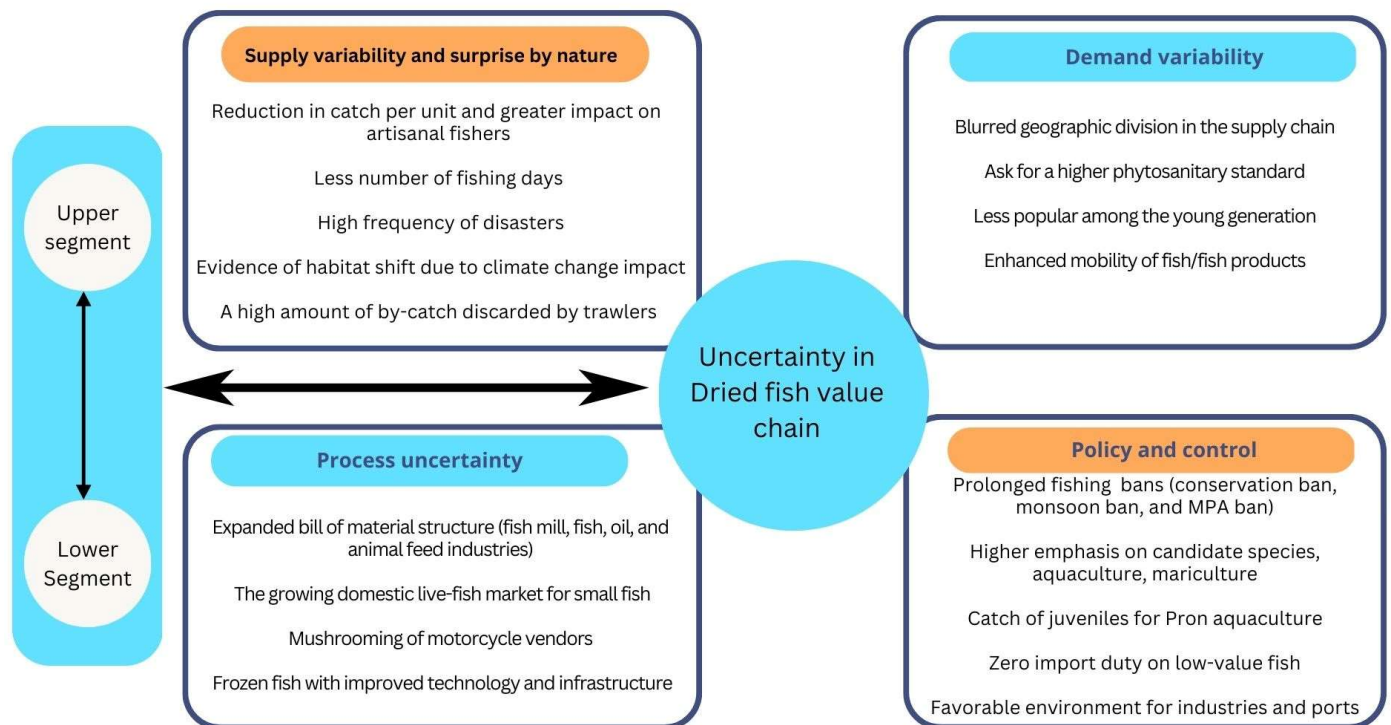 Supply variability and surprise by nature
Reduction in catch per unit and greater impact on
artisanal fishers
Less number of fishing days
High frequency of disasters
Evidence of habitat shift due to climate change impact
A high amount of by-catch discarded by trawlers
Demand variability
Blurred geographic division in the supply chain
Ask for a higher phytosanitary standard
Less popular among the young generation
Enhanced mobility of fish/fish products
Upper
segment
Lower
Segment
Uncertainty in
Dried fish value
chain
Process uncertainty
Expanded bill of material structure (fish mill, fish, oil, and
animal feed industries)
The growing domestic live-fish market for small fish
Mushrooming of motorcycle vendors
Frozen fish with improved technology and infrastructure
Policy and control
Prolonged fishing bans (conservation ban,
monsoon ban, and MPA ban)
Higher emphasis on candidate species,
aquaculture, mariculture
Catch of juveniles for Pron aquaculture
Zero import duty on low-value fish
Favorable environment for industries and ports